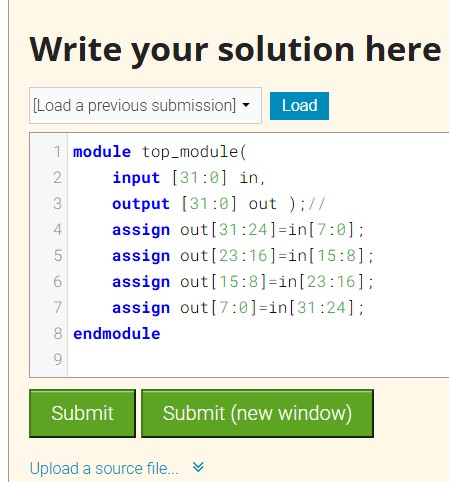 Write your solution here
[Load a previous submission] Load
1 module top_module(
2 input [31:0] in,
3 output [31:0] out );//
4 assign out[31:24]=in[7:0];
5 assign out[23:16]=in[15:8];
6 assign out[15:8]=in[23:16];
7 assign out[7:0]=in[31:24];
8 endmodule
9
Submit Submit (new window)
Upload a source file...